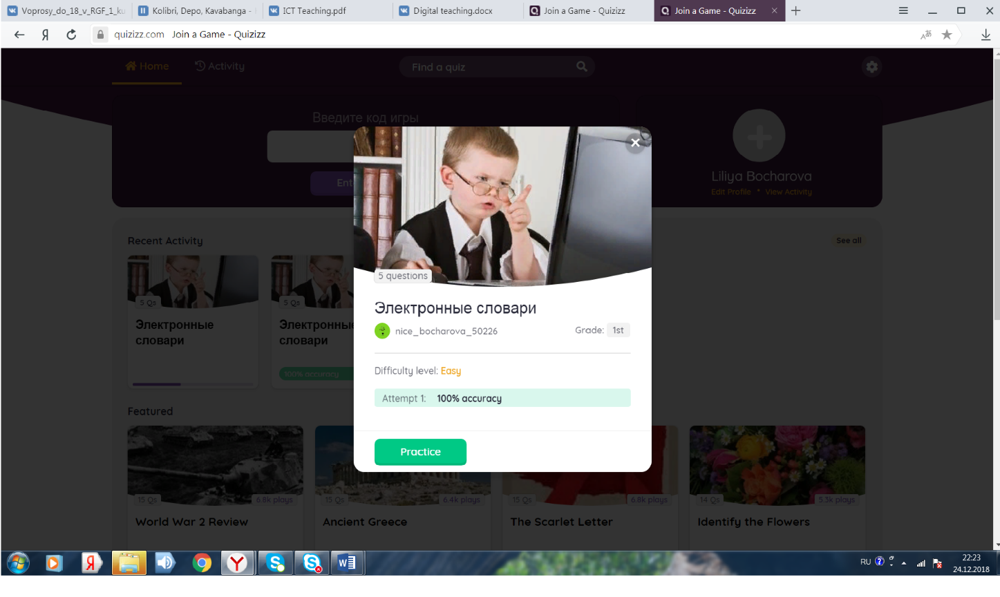 Voprosy_do_18_v_RGF_1_ku
Kolibri, Depo, Kavabanga -
ICT Teaching.pdf
Digital teaching.docx
Join a Game - Quizizz
Join a Game - Quizizz
quizizz.com Join a Game - Quizizz
Home
Activity
Find a quiz
Введите код игры
Ent
Liliya Bocharova
Edit Profile • View Activity
Recent Activity
See all
5 Qs
Электронные
словари
5 Qs
Электронные
словари
100% accuracy
5 questions
Электронные словари
nice_bocharova_50226
Grade: 1st
Difficulty level: Easy
Attempt 1: 100% accuracy
Practice
Featured
15 Qs
6.8k plays
World War 2 Review
15 Qs
6.4k plays
Ancient Greece
15 Qs
6.8k plays
The Scarlet Letter
14 Qs
5.3k plays
Identify the Flowers
RU
22:23
24.12.2018